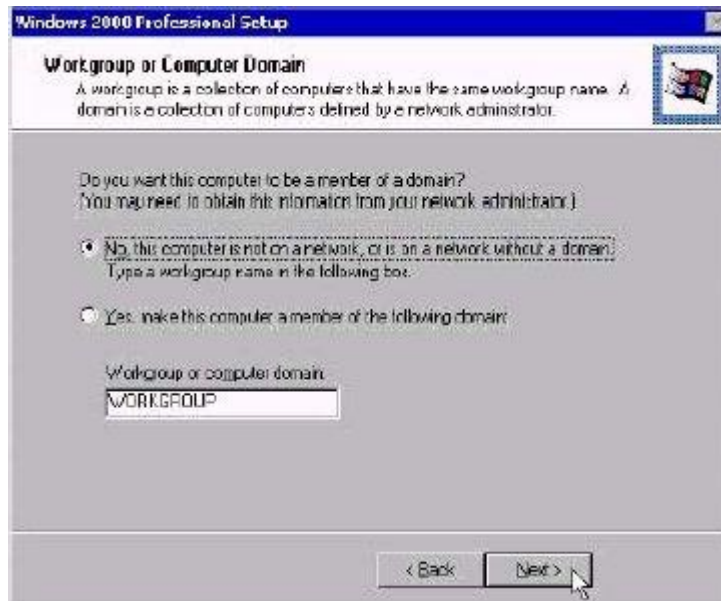 Windows 2000 Professional Setup
Workgroup or Computer Domain
A workgroup is a collection of computers that have the same workgroup name. A
domain is a collection of computers defined by a network administrator.
Do you want this computer to be a member of a domain?
(You may need to obtain this information from your network administrator.)
No, this computer is not on a network, or is on a network without a domain.
Type a workgroup name in the following box.
Yes, make this computer a member of the following domain:
Workgroup or computer domain:
WORKGROUP
< Back
Next >